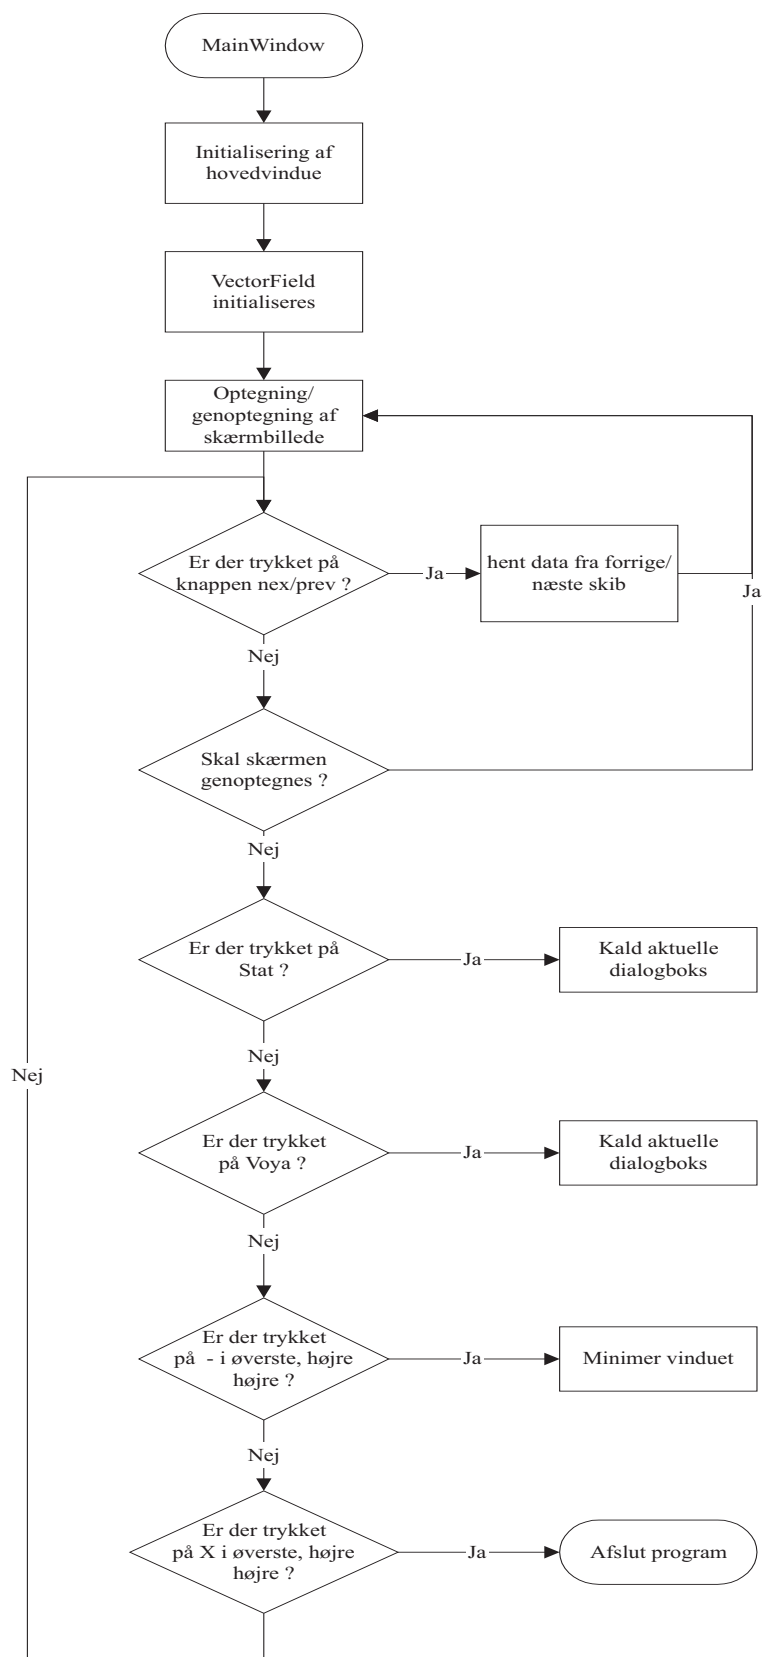 MainWindow
Initialisering af
hovedvindue
VectorField
initialiseres
Optegning/
genoptegning af
skærmbillede
Er der trykket på
knappen nex/prev ?
Ja
hent data fra forrige/
næste skib
Ja
Nej
Skal skærmen
genoptegnes ?
Nej
Er der trykket på
Stat ?
Ja
Kald aktuelle
dialogboks
Nej
Nej
Er der trykket
på Voya ?
Ja
Kald aktuelle
dialogboks
Nej
Er der trykket
på - i øverste, højre
højre ?
Ja
Minimer vinduet
Nej
Er der trykket
på X i øverste, højre
højre ?
Ja
Afslut program